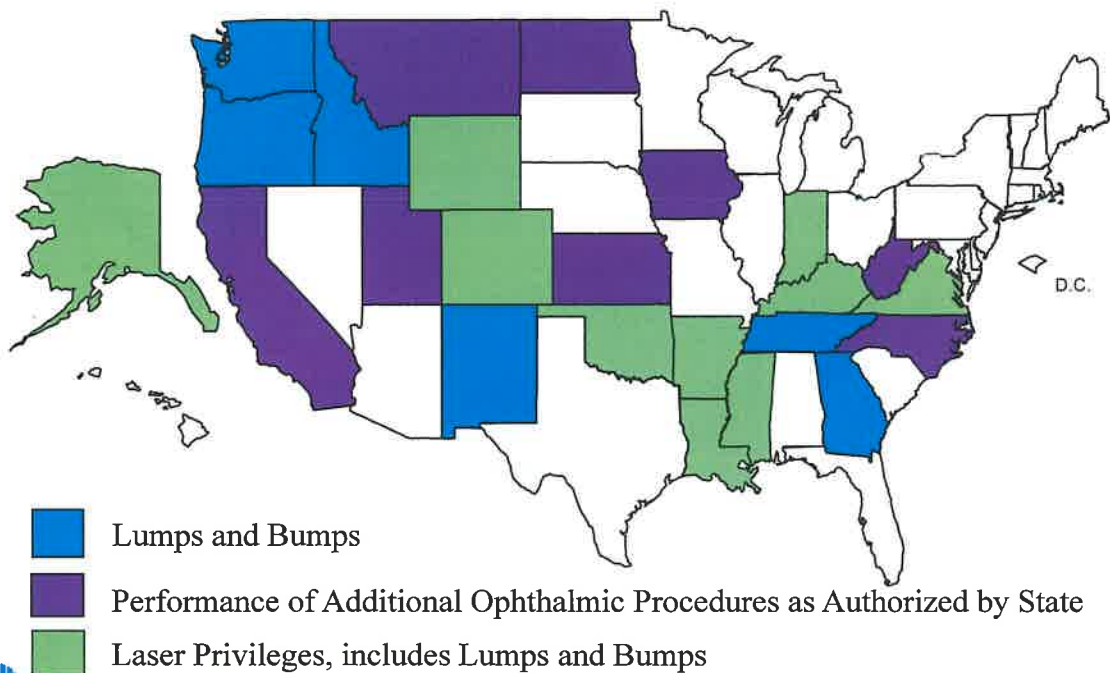 D.C.
Lumps and Bumps
Performance of Additional Ophthalmic Procedures as Authorized by State
Laser Privileges, includes Lumps and Bumps